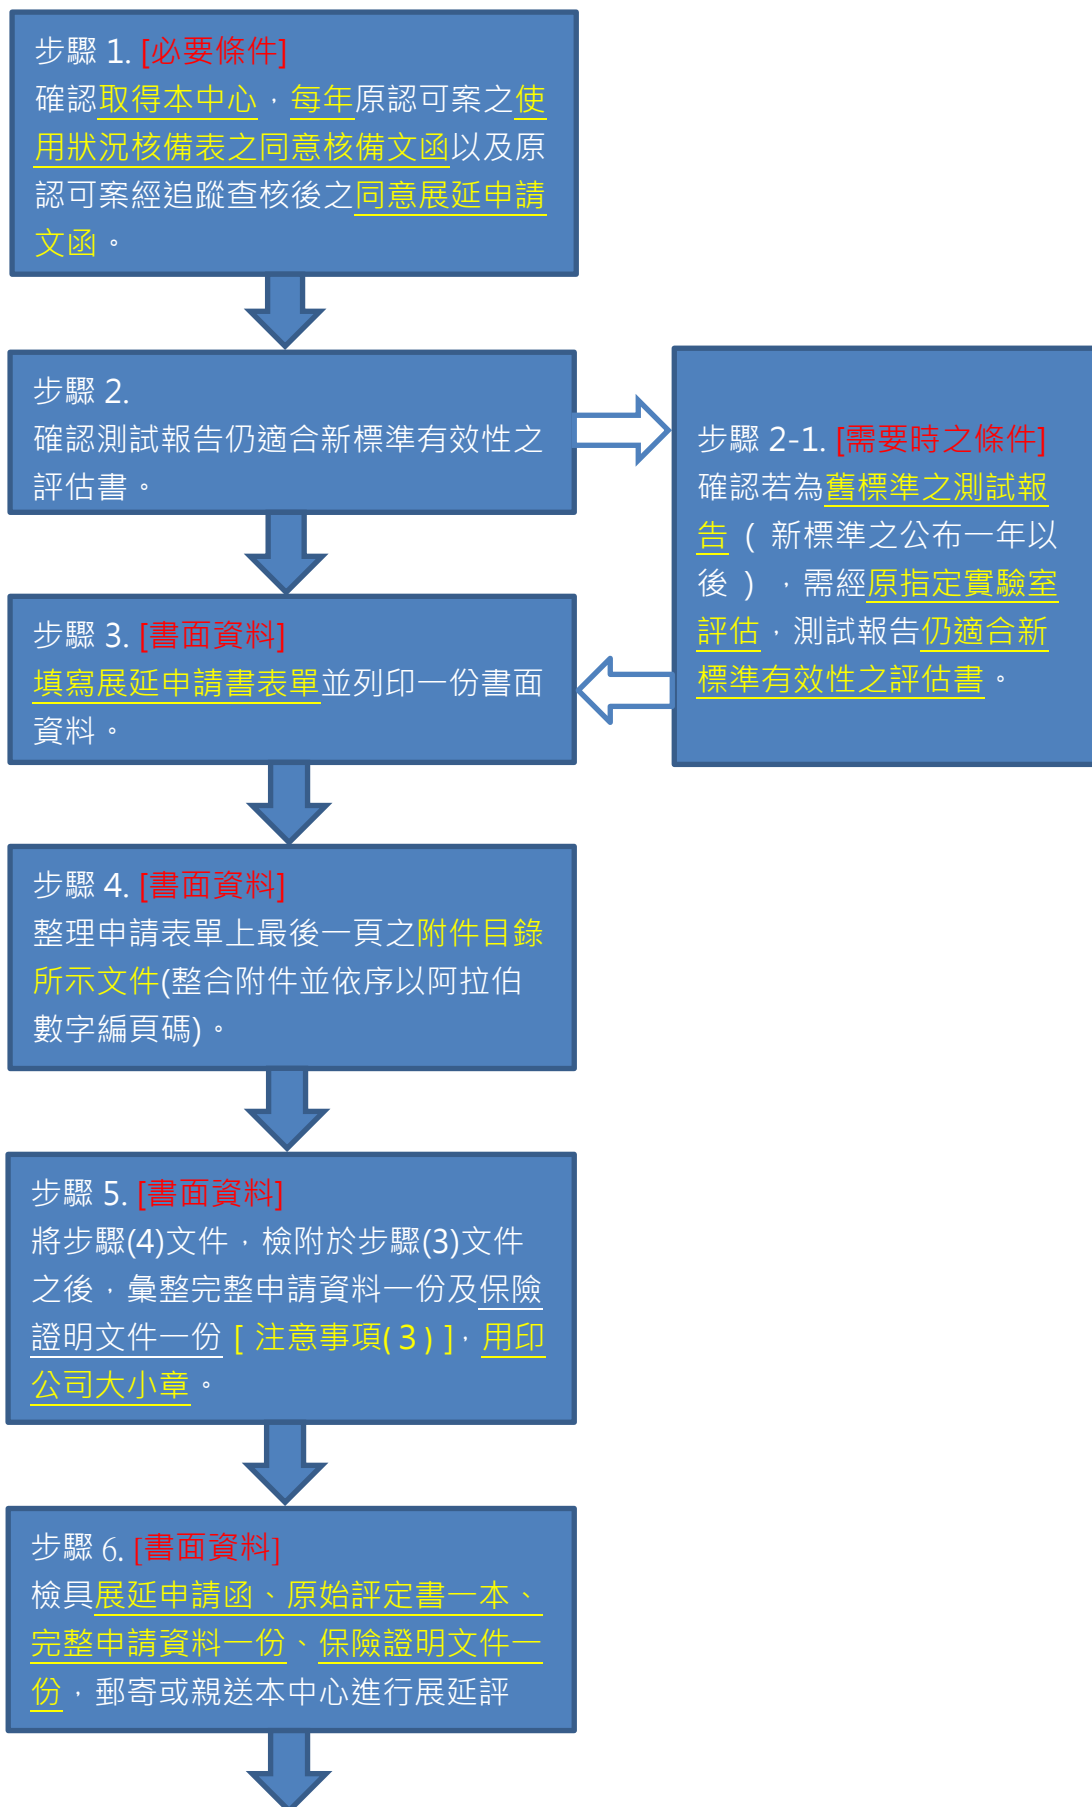 步驟 1. [必要條件]
確認取得本中心，每年原認可案之使
用狀況核備表之同意核備文函以及原
認可案經追蹤查核後之同意展延申請
文函。
步驟 2.
確認測試報告仍適合新標準有效性之
評估書。
步驟 2-1. [需要時之條件]
確認若為舊標準之測試報
告 ( 新標準之公布一年以
後 ) ，需經原指定實驗室
評估，測試報告仍適合新
標準有效性之評估書。
步驟 3. [書面資料]
填寫展延申請書表單並列印一份書面
資料。
步驟 4. [書面資料]
整理申請表單上最後一頁之附件目錄
所示文件(整合附件並依序以阿拉伯
數字編頁碼)。
步驟 5. [書面資料]
將步驟(4)文件，檢附於步驟(3)文件
之後，彙整完整申請資料一份及保險
證明文件一份 [ 注意事項( 3 ) ]，用印
公司大小章。
步驟 6. [書面資料]
檢具展延申請函、原始評定書一本、
完整申請資料一份、保險證明文件一
份，郵寄或親送本中心進行展延評